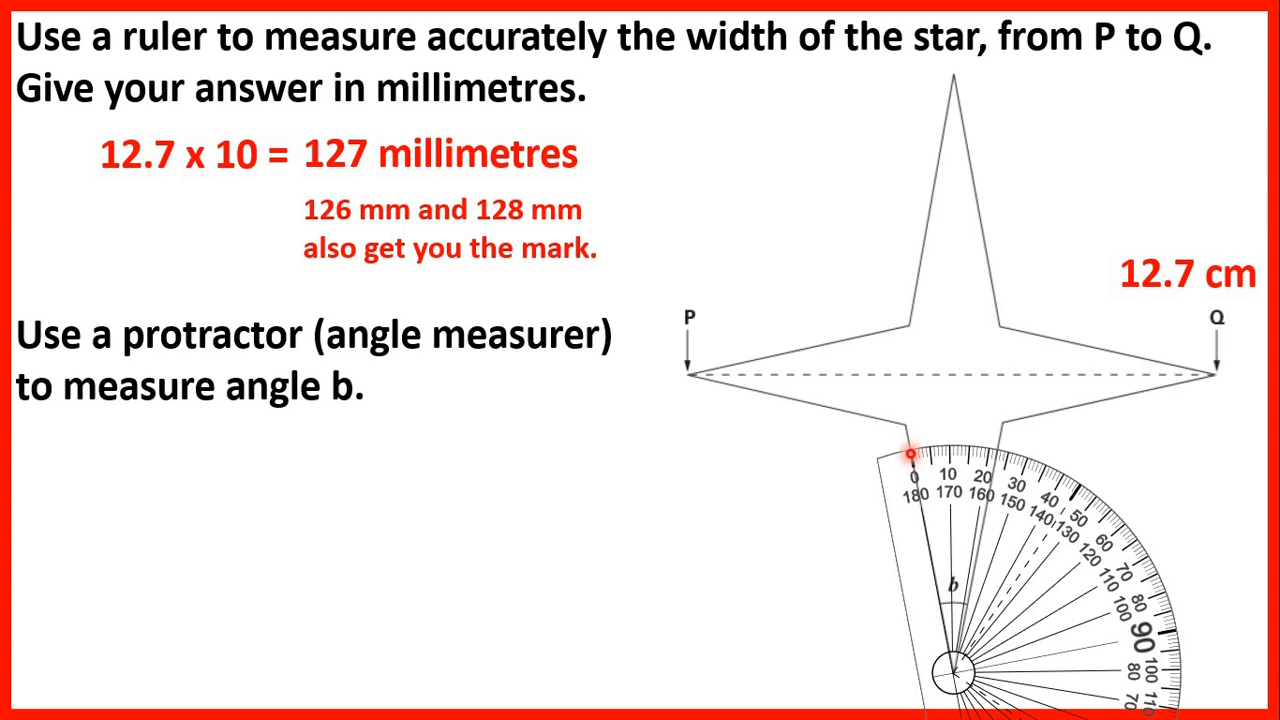 Use a ruler to measure accurately the width of the star, from P to Q.
Give your answer in millimetres.
12.7 x 10 = 127 millimetres
126 mm and 128 mm
also get you the mark.
12.7 cm
P
Q
Use a protractor (angle measurer)
to measure angle b.
0 10 20 30 40 50 60 70 80 90 100 110
180 170 160 150 140 130 120 110 100 80 70
b